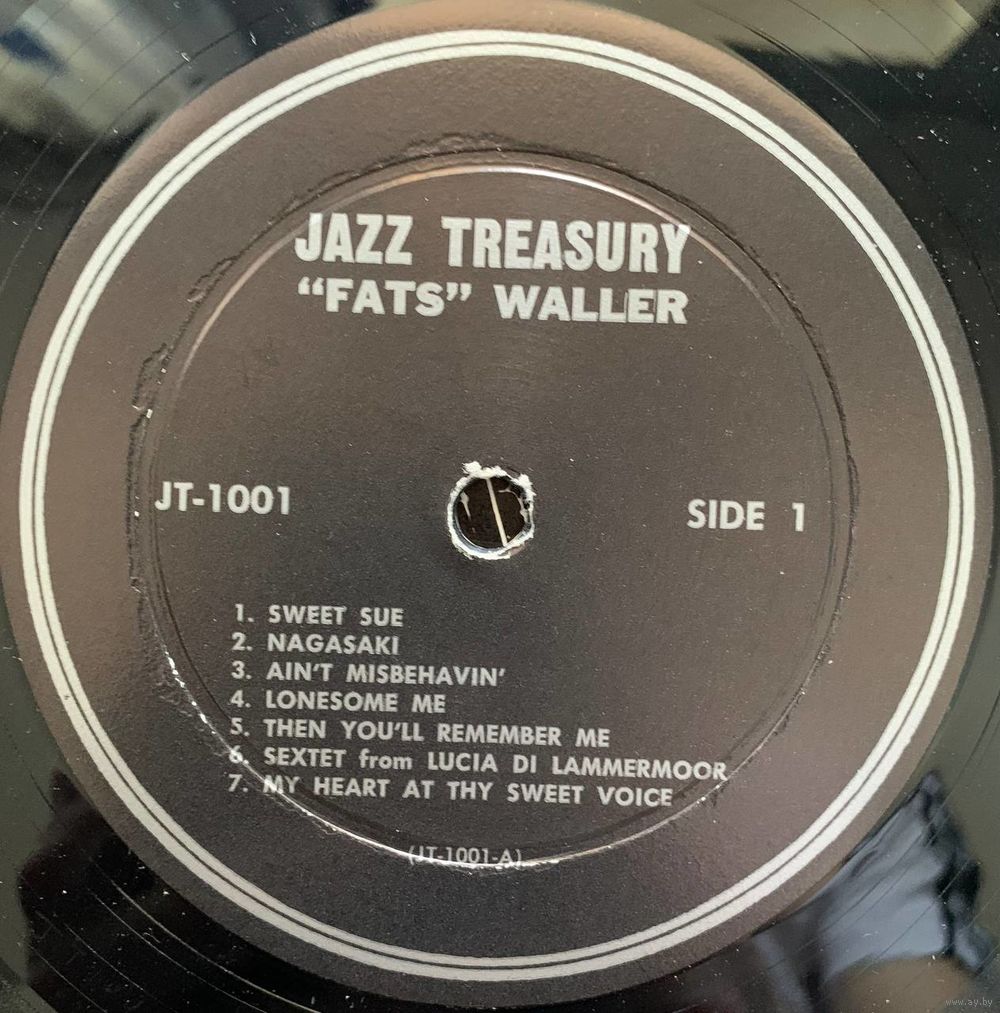 JAZZ TREASURY
“FATS” WALLER
JT-1001
SIDE 1
1. SWEET SUE
2. NAGASAKI
3. AIN'T MISBEHAVIN'
4. LONESOME ME
5. THEN YOU'LL REMEMBER ME
6. SEXTET from LUCIA DI LAMMERMOOR
7. MY HEART AT THY SWEET VOICE
(JT-1001-A)
www.ay.by